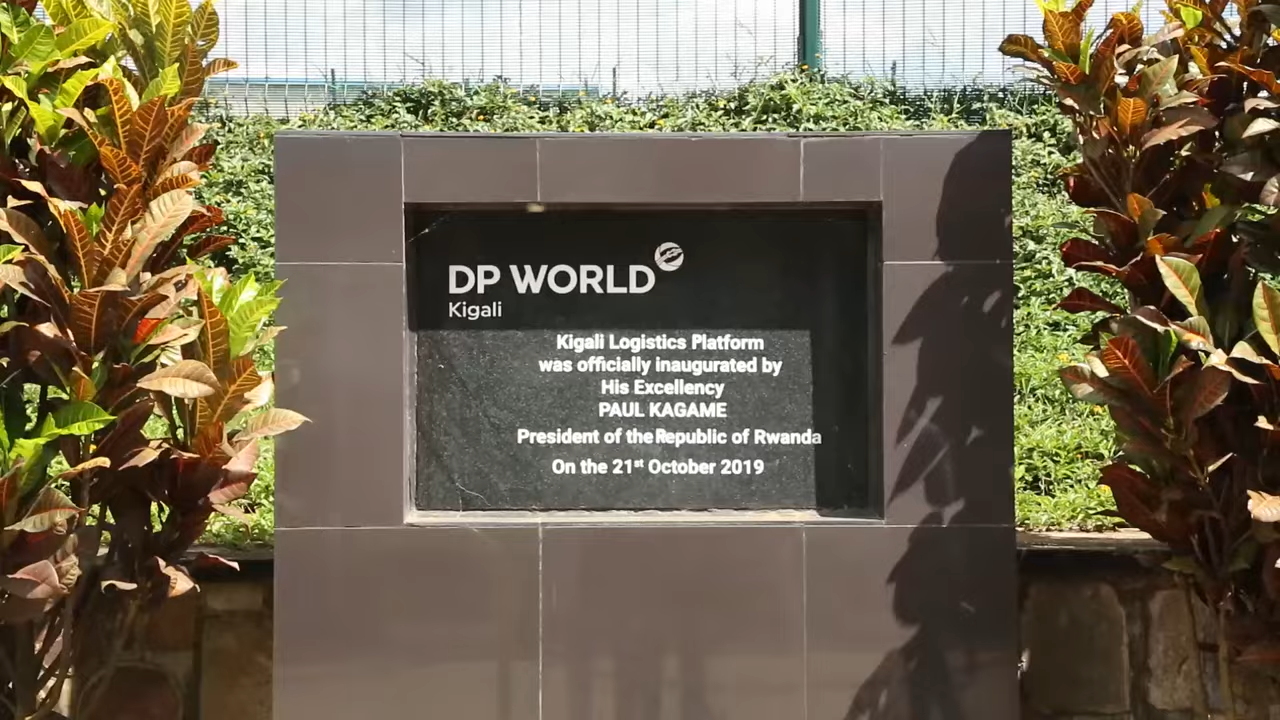 DP WORLD
Kigali
Kigali Logistics Platform
was officially inaugurated by
His Excellency
PAUL KAGAME
President of the Republic of Rwanda
On the 21st October 2019